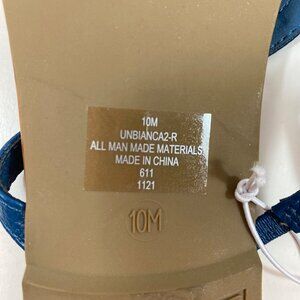 10M
UNBIANCA2-R
ALL MAN MADE MATERIALS
MADE IN CHINA
611
1121
10M